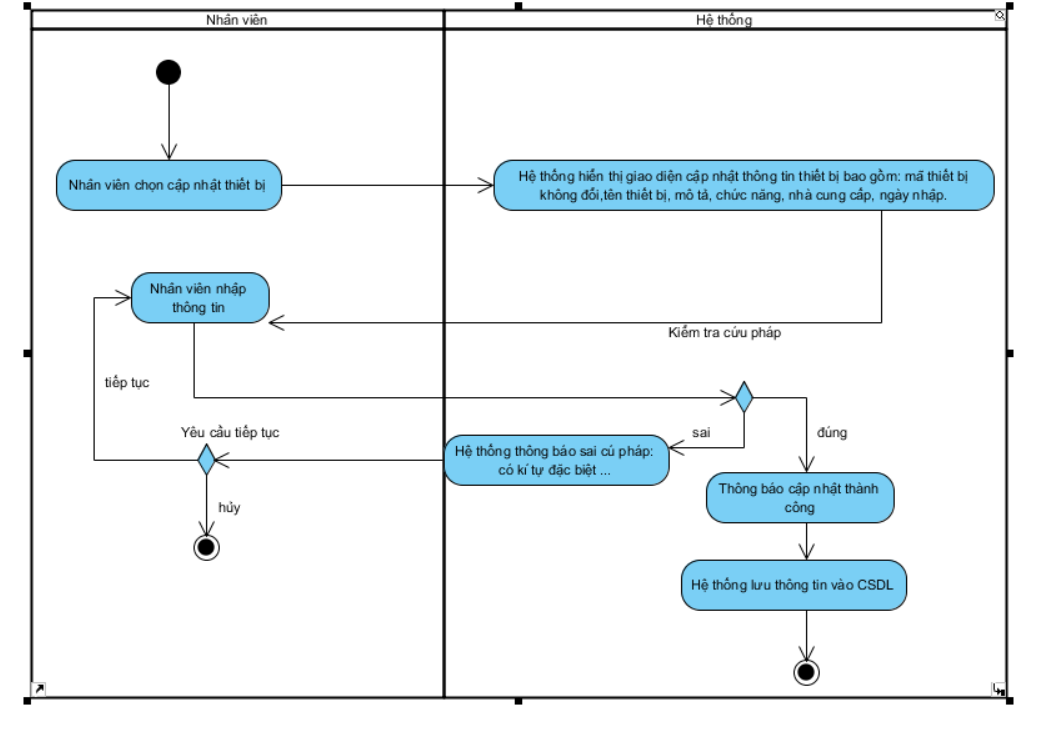 Nhân viên
Hệ thống
Nhân viên chọn cập nhật thiết bị
Hệ thống hiển thị giao diện cập nhật thông tin thiết bị bao gồm: mã thiết bị
không đổi,tên thiết bị, mô tả, chức năng, nhà cung cấp, ngày nhập.
Nhân viên nhập
thông tin
Kiểm tra cứu pháp
tiếp tục
Yêu cầu tiếp tục
sai
đúng
Hệ thống thông báo sai cú pháp:
có kí tự đặc biệt ...
Thông báo cập nhật thành
công
hủy
Hệ thống lưu thông tin vào CSDL